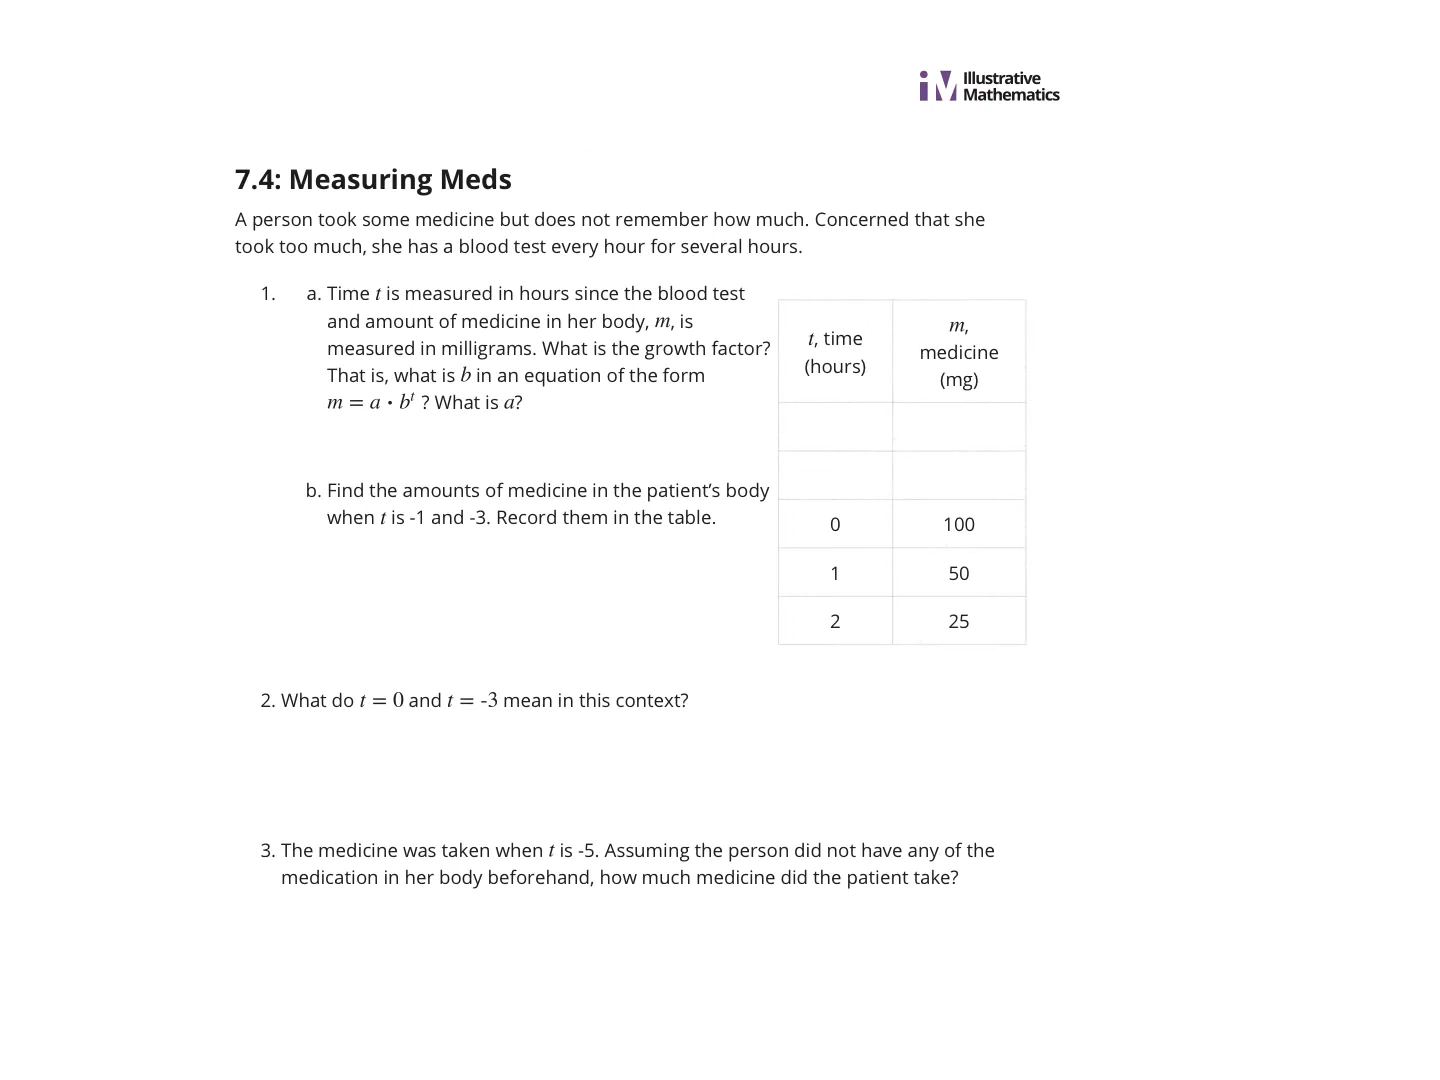 Illustrative
Mathematics
7.4: Measuring Meds
A person took some medicine but does not remember how much. Concerned that she
took too much, she has a blood test every hour for several hours.
1. a. Time t is measured in hours since the blood test
and amount of medicine in her body, m, is
measured in milligrams. What is the growth factor?
That is, what is b in an equation of the form
m = a · bᵗ ? What is a?
b. Find the amounts of medicine in the patient’s body
when t is -1 and -3. Record them in the table.
t, time
(hours)
m,
medicine
(mg)
0 100
1 50
2 25
2. What do t = 0 and t = -3 mean in this context?
3. The medicine was taken when t is -5. Assuming the person did not have any of the
medication in her body beforehand, how much medicine did the patient take?